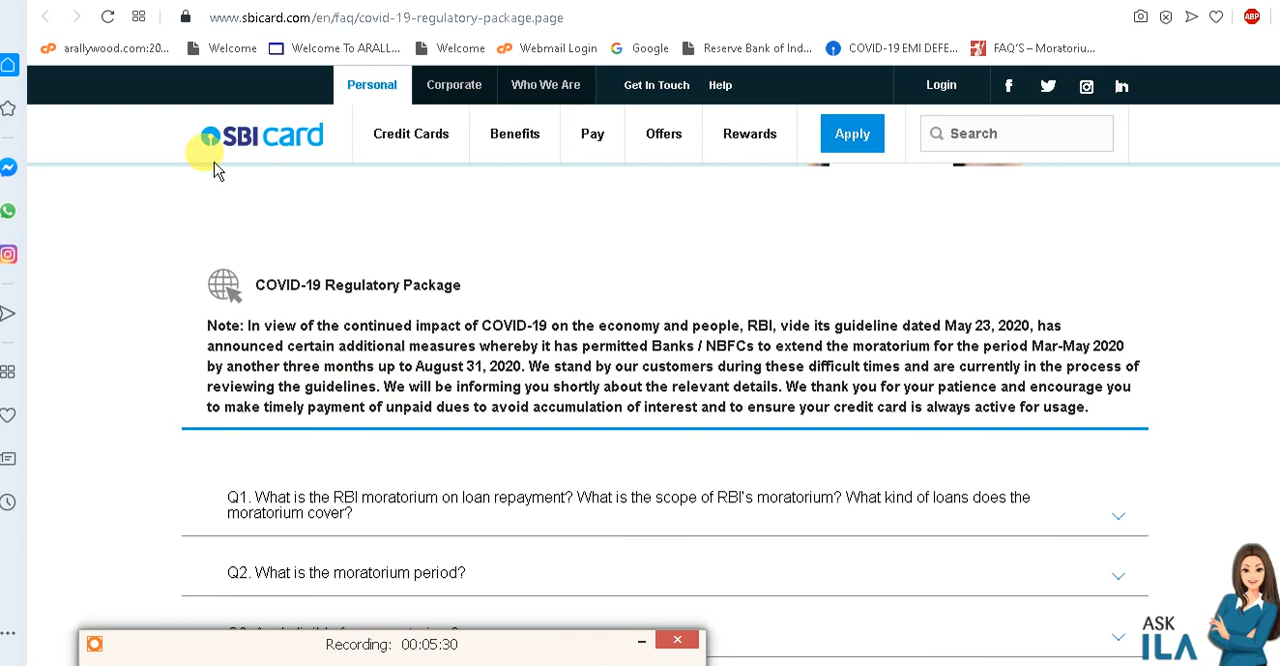 www.sbicard.com/en/faq/covid-19-regulatory-package.page
ABP
arallywood.com:20...
Welcome
Welcome To ARALL...
Welcome
Webmail Login
Google
Reserve Bank of Ind...
COVID-19 EMI DEFE...
FAQ'S – Moratoriu...
Personal
Corporate
Who We Are
Get In Touch
Help
Login
SBI card
Credit Cards
Benefits
Pay
Offers
Rewards
Apply
Search
COVID-19 Regulatory Package
Note: In view of the continued impact of COVID-19 on the economy and people, RBI, vide its guideline dated May 23, 2020, has
announced certain additional measures whereby it has permitted Banks / NBFCs to extend the moratorium for the period Mar-May 2020
by another three months up to August 31, 2020. We stand by our customers during these difficult times and are currently in the process of
reviewing the guidelines. We will be informing you shortly about the relevant details. We thank you for your patience and encourage you
to make timely payment of unpaid dues to avoid accumulation of interest and to ensure your credit card is always active for usage.
Q1. What is the RBI moratorium on loan repayment? What is the scope of RBI's moratorium? What kind of loans does the
moratorium cover?
Q2. What is the moratorium period?
ASK
ILA
Recording: 00:05:30